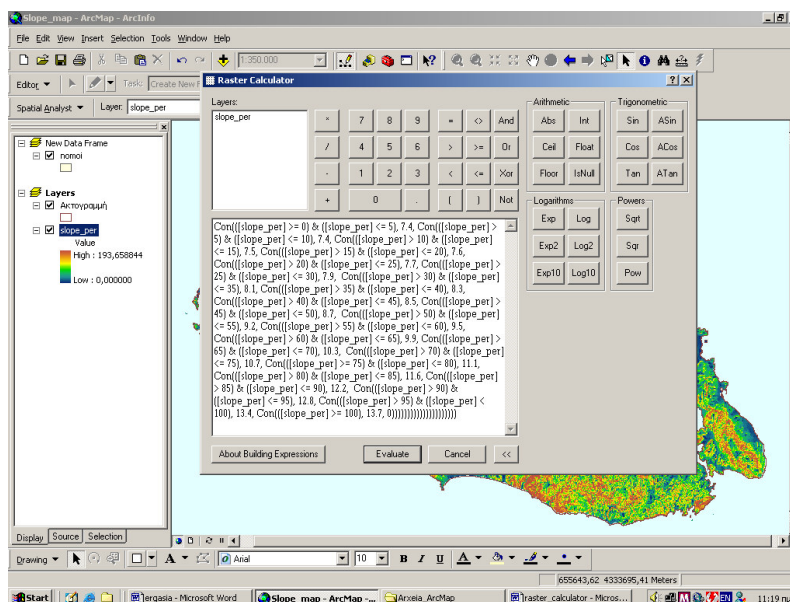 Slope_map - ArcMap - ArcInfo
File Edit View Insert Selection Tools Window Help
1:350.000
Editor Task: Create New F
Spatial Analyst Layer: slope_per
Raster Calculator
Layers:
slope_per
× 7 8 9 = <> And
/ 4 5 6 > >= Or
- 1 2 3 < <= Xor
+ 0 . ( ) Not
Arithmetic
Abs Int
Ceil Float
Floor IsNull
Trigonometric
Sin ASin
Cos ACos
Tan ATan
Logarithms
Exp Log
Exp2 Log2
Exp10 Log10
Powers
Sqrt
Sqr
Pow
Con(([slope_per] >= 0) & ([slope_per] <= 5), 7.4, Con(([slope_per] >
5) & ([slope_per] <= 10), 7.4, Con(([slope_per] > 10) & ([slope_per]
<= 15), 7.5, Con(([slope_per] > 15) & ([slope_per] <= 20), 7.6,
Con(([slope_per] > 20) & ([slope_per] <= 25), 7.7, Con(([slope_per] >
25) & ([slope_per] <= 30), 7.9, Con(([slope_per] > 30) & ([slope_per]
<= 35), 8.1, Con(([slope_per] > 35) & ([slope_per] <= 40), 8.3,
Con(([slope_per] > 40) & ([slope_per] <= 45), 8.5, Con(([slope_per] >
45) & ([slope_per] <= 50), 8.7, Con(([slope_per] > 50) & ([slope_per]
<= 55), 9.2, Con(([slope_per] > 55) & ([slope_per] <= 60), 9.5,
Con(([slope_per] > 60) & ([slope_per] <= 65), 9.9, Con(([slope_per] >
65) & ([slope_per] <= 70), 10.3, Con(([slope_per] > 70) & ([slope_per]
<= 75), 10.7, Con(([slope_per] >= 75) & ([slope_per] <= 80), 11.1,
Con(([slope_per] > 80) & ([slope_per] <= 85), 11.6, Con(([slope_per]
> 85) & ([slope_per] <= 90), 12.2, Con(([slope_per] > 90) &
([slope_per] <= 95), 12.8, Con(([slope_per] > 95) & ([slope_per] <
100), 13.4, Con(([slope_per] >= 100), 13.7, 0)))))))))))))))))))))
About Building Expressions Evaluate Cancel <<
New Data Frame
nomoi
Layers
Ακτογραμμή
slope_per
Value
High : 193,658844
Low : 0,000000
Display Source Selection
Drawing A Arial 10 B I U A
655643,62 4333695,41 Meters
Start ergasia - Microsoft Word Slope_map - ArcMap -... Arxeia_ArcMap raster_calculator - Micros... EN 11:19 πμ